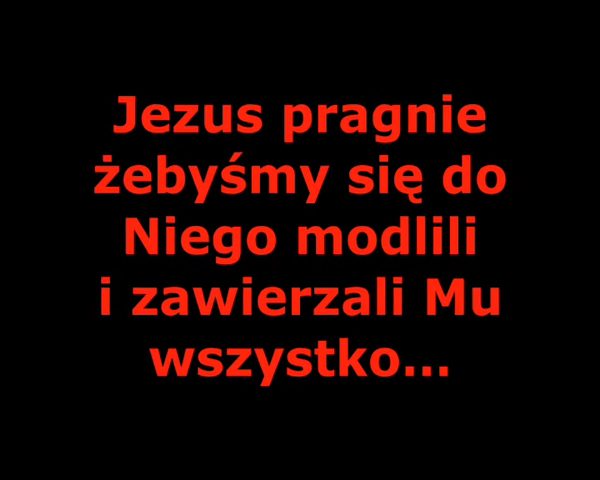 Jezus pragnie
żebyśmy się do
Niego modlili
i zawierzali Mu
wszystko...